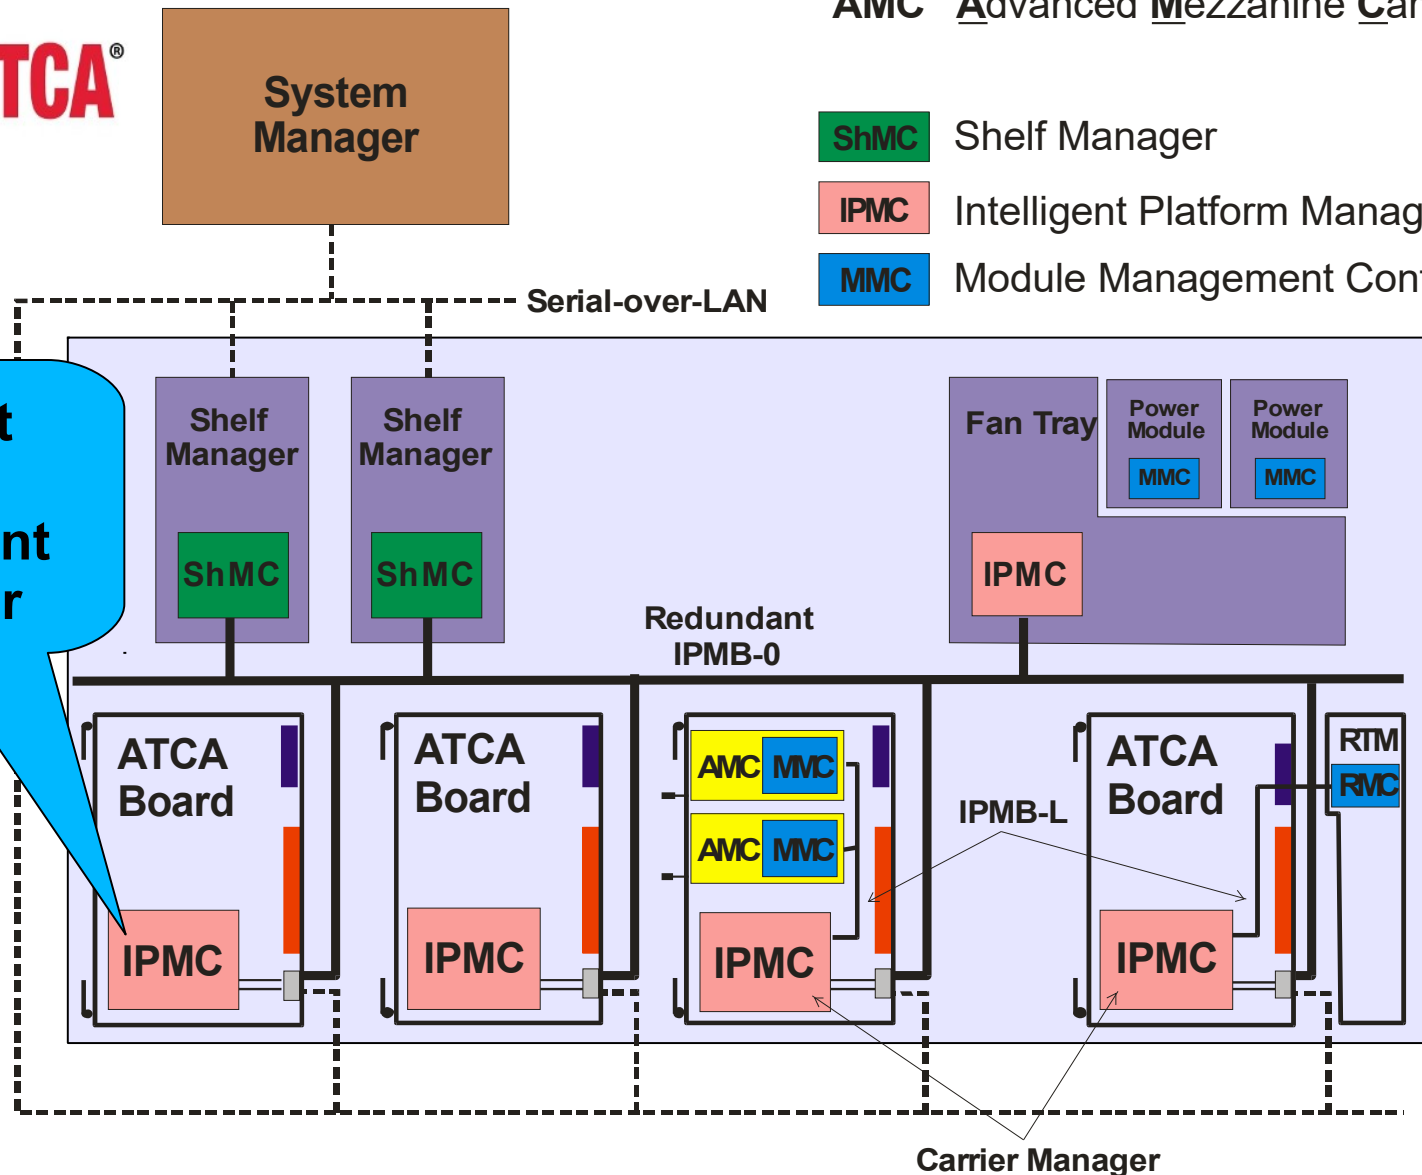 AMC Advanced Mezzanine Car
TCA®
System
Manager
ShMC Shelf Manager
IPMC Intelligent Platform Manag
MMC Module Management Cont
Serial-over-LAN
t
nt
r
Shelf
Manager
ShMC
Shelf
Manager
ShMC
Fan Tray
IPMC
Power
Module
MMC
Power
Module
MMC
Redundant
IPMB-0
ATCA
Board
IPMC
ATCA
Board
IPMC
AMC MMC
AMC MMC
IPMC
IPMB-L
ATCA
Board
IPMC
RTM
RMC
Carrier Manager